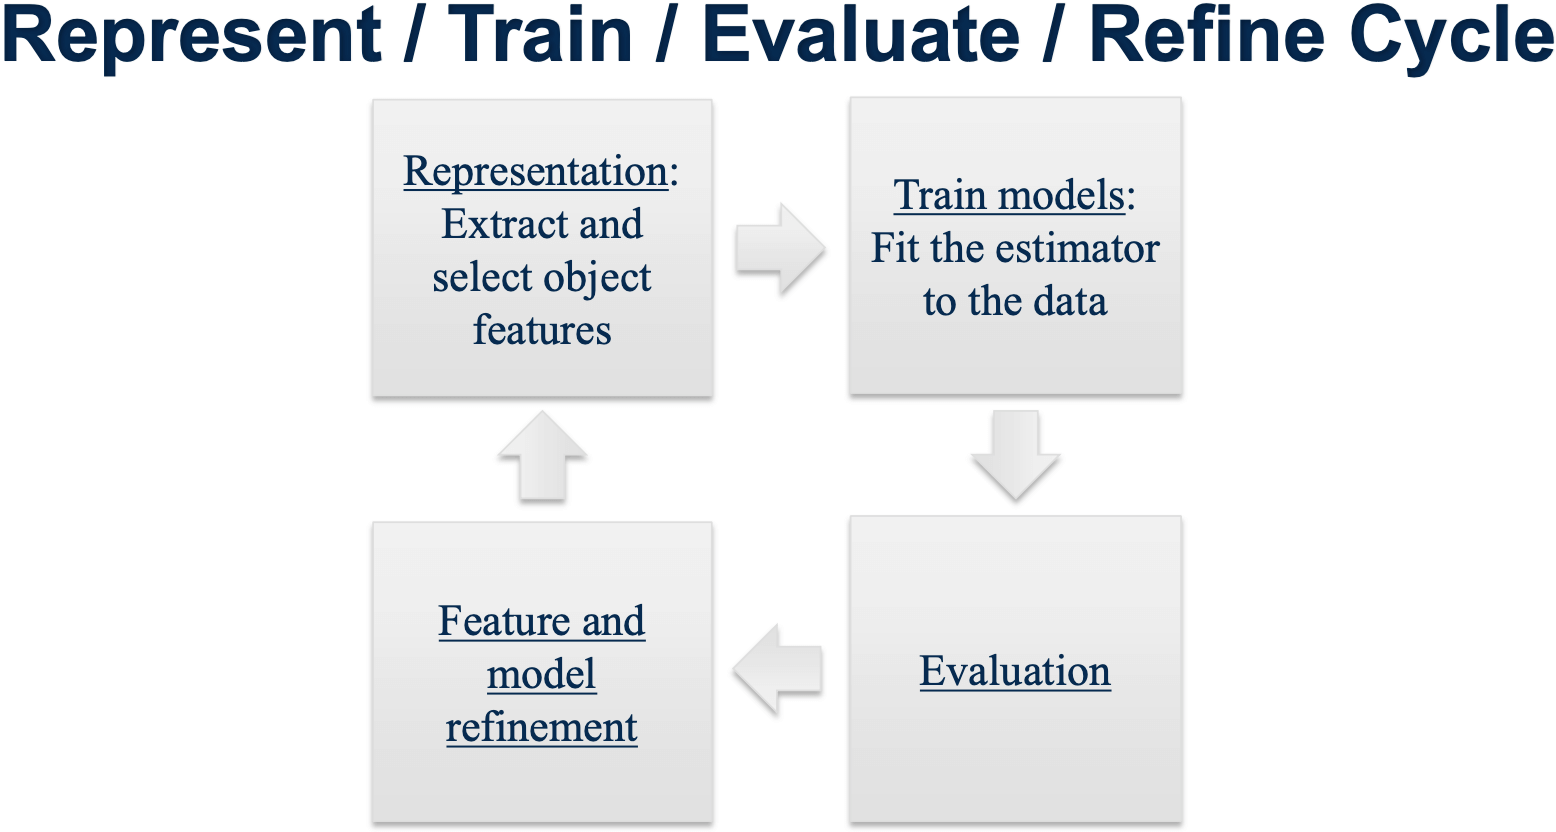 Represent / Train / Evaluate / Refine Cycle
Representation:
Extract and
select object
features
Train models:
Fit the estimator
to the data
Feature and
model
refinement
Evaluation